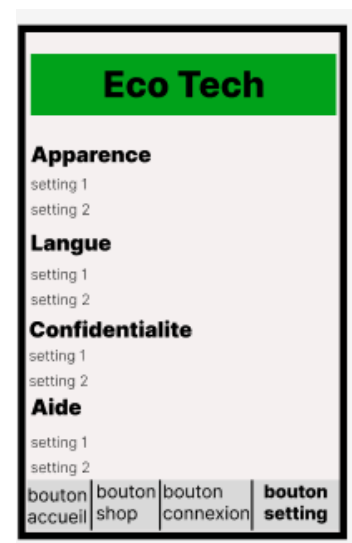 Eco Tech
Apparence
setting 1
setting 2
Langue
setting 1
setting 2
Confidentialite
setting 1
setting 2
Aide
setting 1
setting 2
bouton accueil
bouton shop
bouton connexion
bouton setting